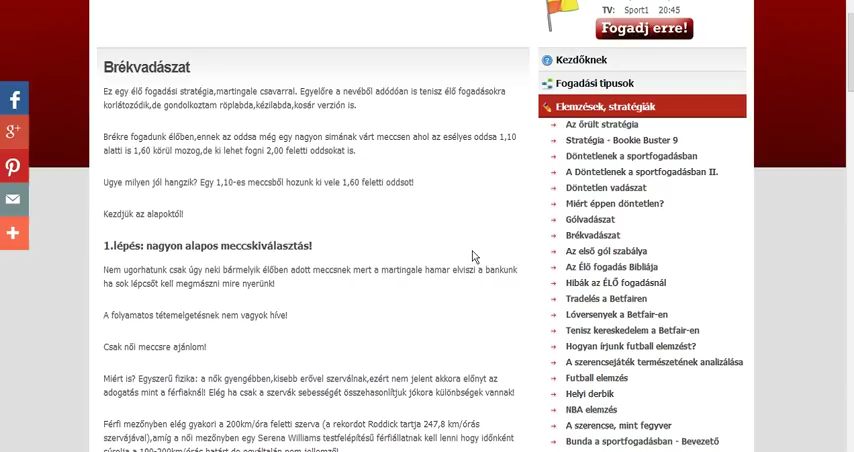 TV: Sport1 20:45
Fogadj erre!
Brékvadászat
Ez egy élő fogadási stratégia,martingale csavarral. Egyelőre a nevéből adódóan is tenisz élő fogadásokra
korlátózódik,de gondolkoztam röplabda,kézilabda,kosár verzión is.
Brékre fogadunk élőben,ennek az oddsa még egy nagyon simának várt meccsen ahol az esélyes oddsa 1,10
alatti is 1,60 körül mozog,de ki lehet fogni 2,00 feletti oddsokat is.
Ugye milyen jól hangzik? Egy 1,10-es meccsből hozunk ki vele 1,60 feletti oddsot!
Kezdjük az alapoktól!
1.lépés: nagyon alapos meccskiválasztás!
Nem ugorhatunk csak úgy neki bármelyik élőben adott meccsnek mert a martingale hamar elviszi a bankunk
ha sok lépcsőt kell megmászni mire nyerünk!
A folyamatos tétemelgetésnek nem vagyok híve!
Csak női meccsre ajánlom!
Miért is? Egyszerű fizika: a nők gyengébben,kisebb erővel szerválnak,ezért nem jelent akkora előnyt az
adogatás mint a férfiaknál! Elég ha csak a szervák sebességét összehasonlítjuk jókora különbségek vannak!
Férfi mezőnyben elég gyakori a 200km/óra feletti szerva (a rekordot Roddick tartja 247,8 km/órás
szervájával),amíg a női mezőnyben egy Serena Williams testfelépítésű férfiállatnak kell lenni hogy időnként
súrolja a 190-200km/órás határt de egyáltalán nem jellemző!
Kezdőknek
Fogadási tipusok
Elemzések, stratégiák
Az őrült stratégia
Stratégia - Bookie Buster 9
Döntetlenek a sportfogadásban
A Döntetlenek a sportfogadásban II.
Döntetlen vadászat
Miért éppen döntetlen?
Gólvadászat
Brékvadászat
Az első gól szabálya
Az Élő fogadás Bibliája
Hibák az ÉLŐ fogadásnál
Tradelés a Betfairen
Lóversenyek a Betfair-en
Tenisz kereskedelem a Betfair-en
Hogyan írjunk futball elemzést?
A szerencsejáték természetének analizálása
Futball elemzés
Helyi derbik
NBA elemzés
A szerencse, mint fegyver
Bunda a sportfogadásban - Bevezető